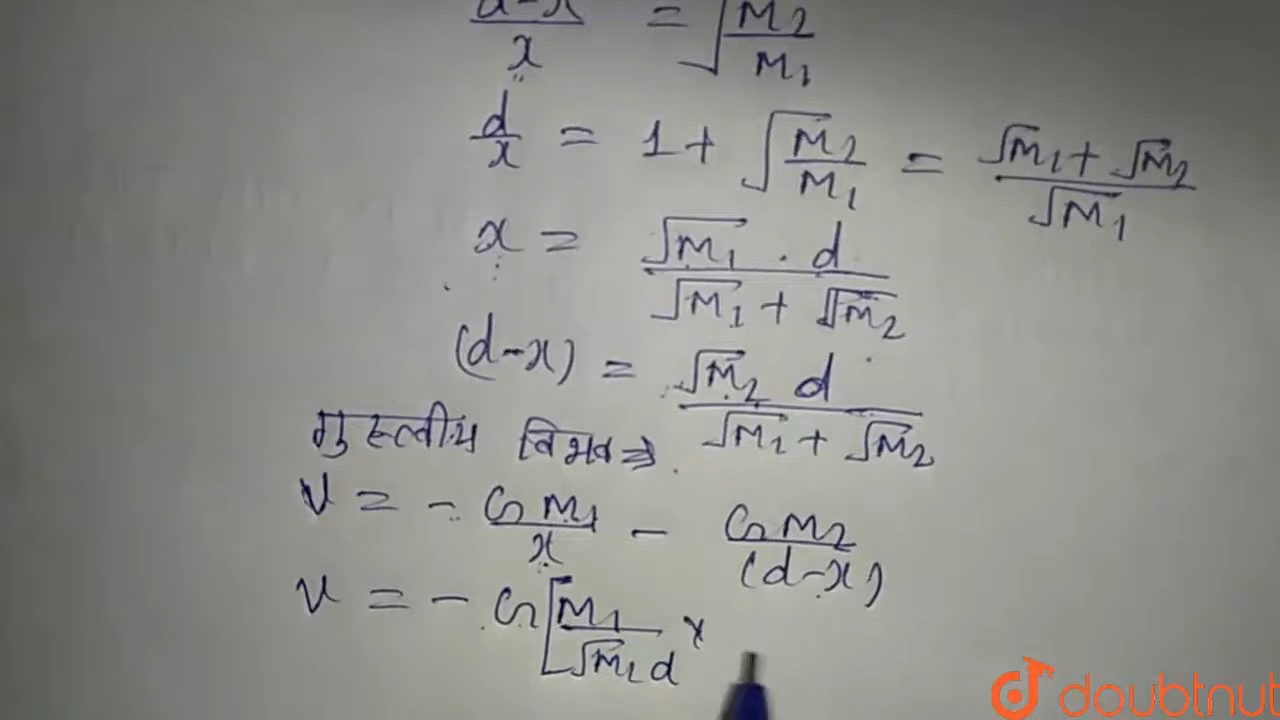 d-x/x = √M2/M1
d/x = 1 + √M2/M1 = √M1 + √M2/√M1
x = √M1 . d/√M1 + √M2
(d-x) = √M2 d/√M1 + √M2
गुरुत्वीय विभव ⇒
V = - GM1/x - GM2/(d-x)
V = - G[M1/√M1 d ×
doubtnut